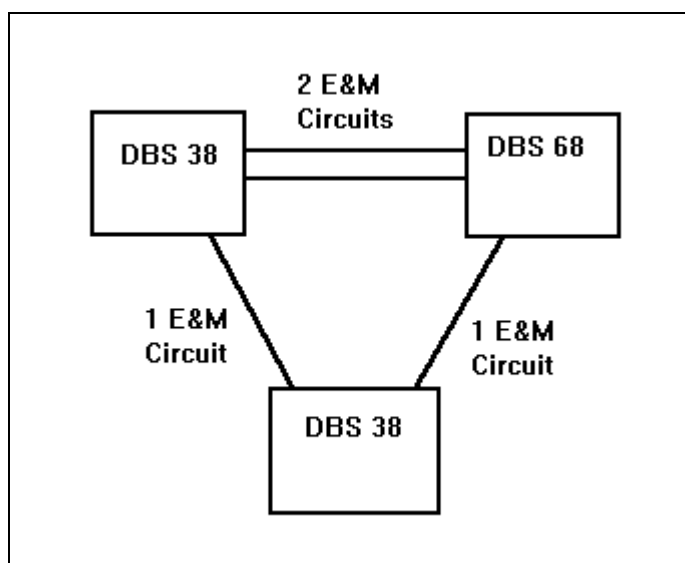 2 E&M
Circuits
DBS 38
DBS 68
1 E&M
Circuit
1 E&M
Circuit
DBS 38